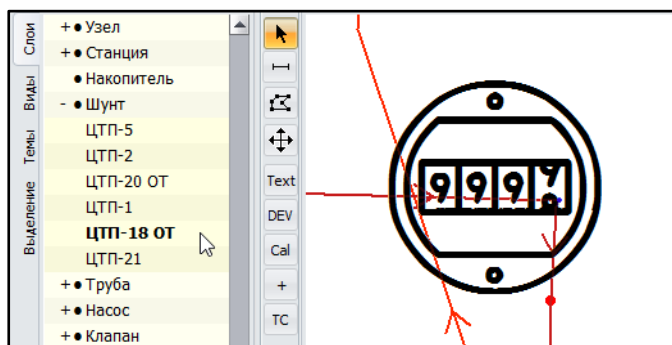 Слои
Виды
Темы
Выделение
+ ● Узел
+ ● Станция
● Накопитель
- ● Шунт
ЦТП-5
ЦТП-2
ЦТП-20 ОТ
ЦТП-1
ЦТП-18 ОТ
ЦТП-21
+ ● Труба
+ ● Насос
+ ● Клапан
Text
DEV
Cal
+
TC
999